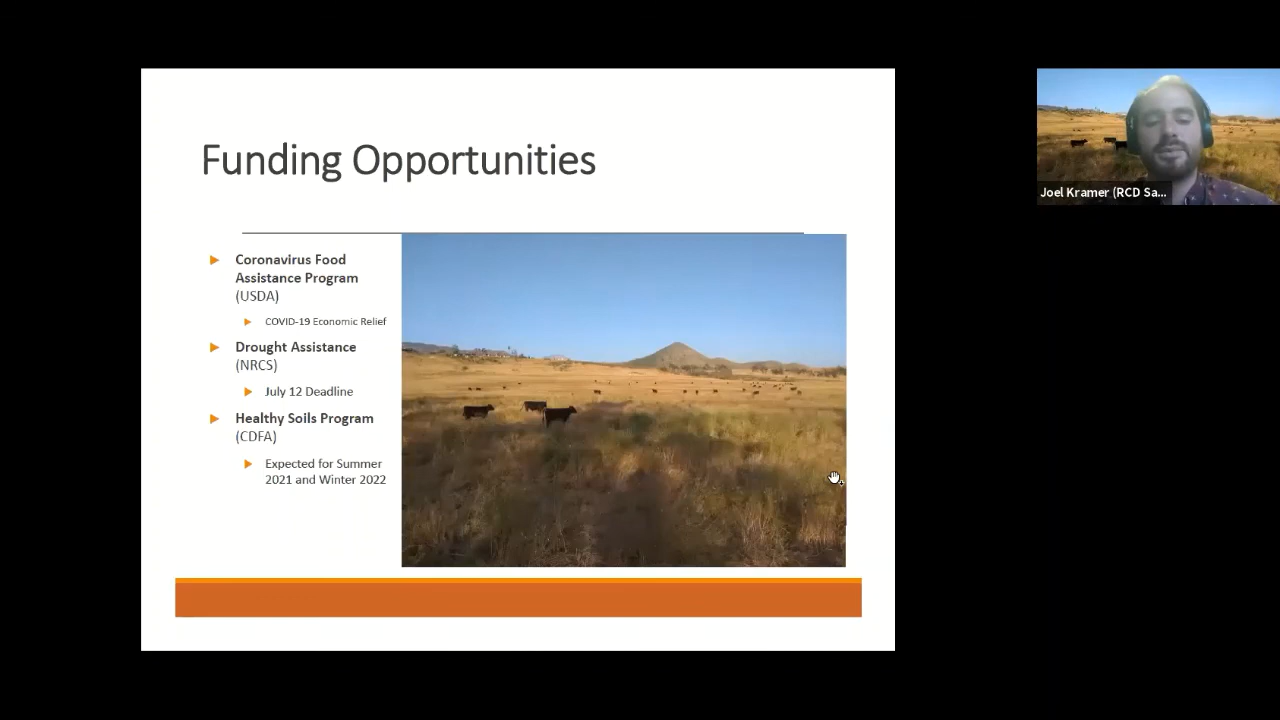 Funding Opportunities
Coronavirus Food
Assistance Program
(USDA)
COVID-19 Economic Relief
Drought Assistance
(NRCS)
July 12 Deadline
Healthy Soils Program
(CDFA)
Expected for Summer
2021 and Winter 2022
Joel Kramer (RCD Sa...